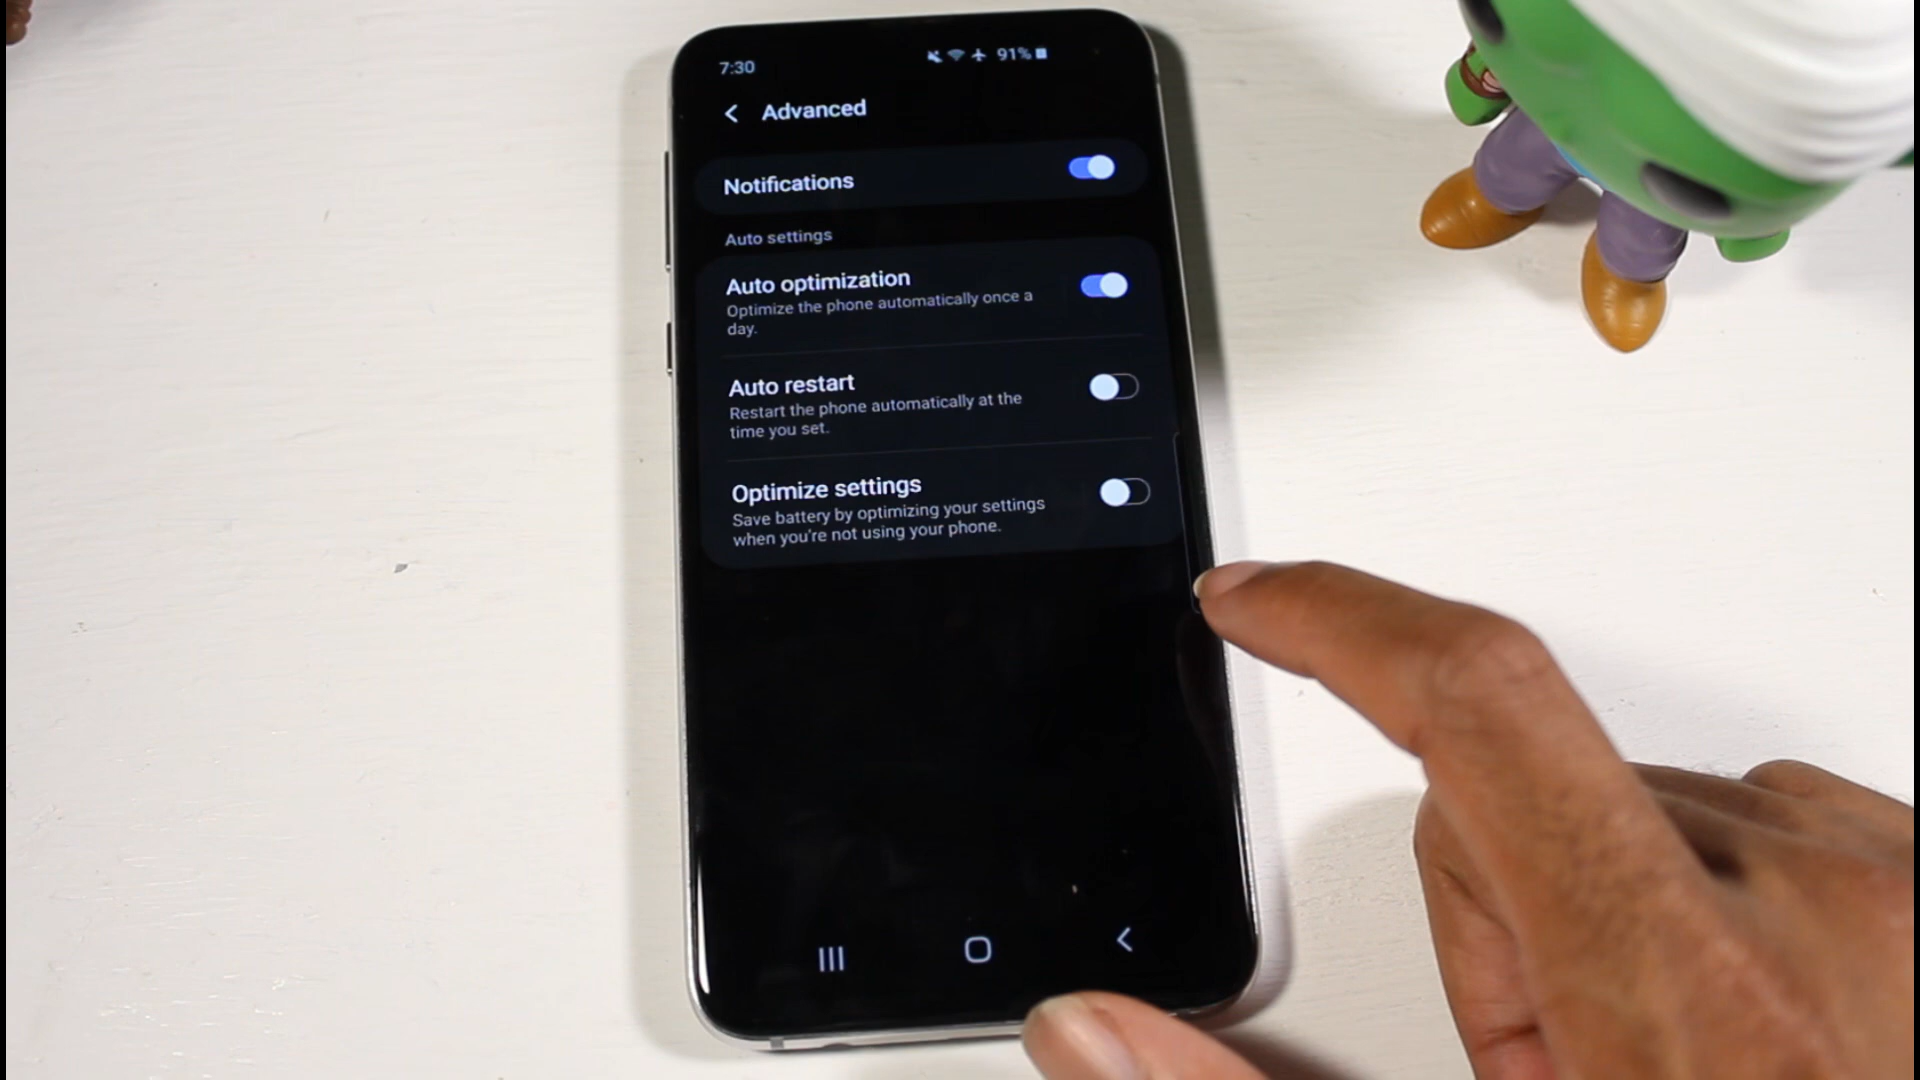 7:30
91%
Advanced
Notifications
Auto settings
Auto optimization
Optimize the phone automatically once a
day.
Auto restart
Restart the phone automatically at the
time you set.
Optimize settings
Save battery by optimizing your settings
when you're not using your phone.